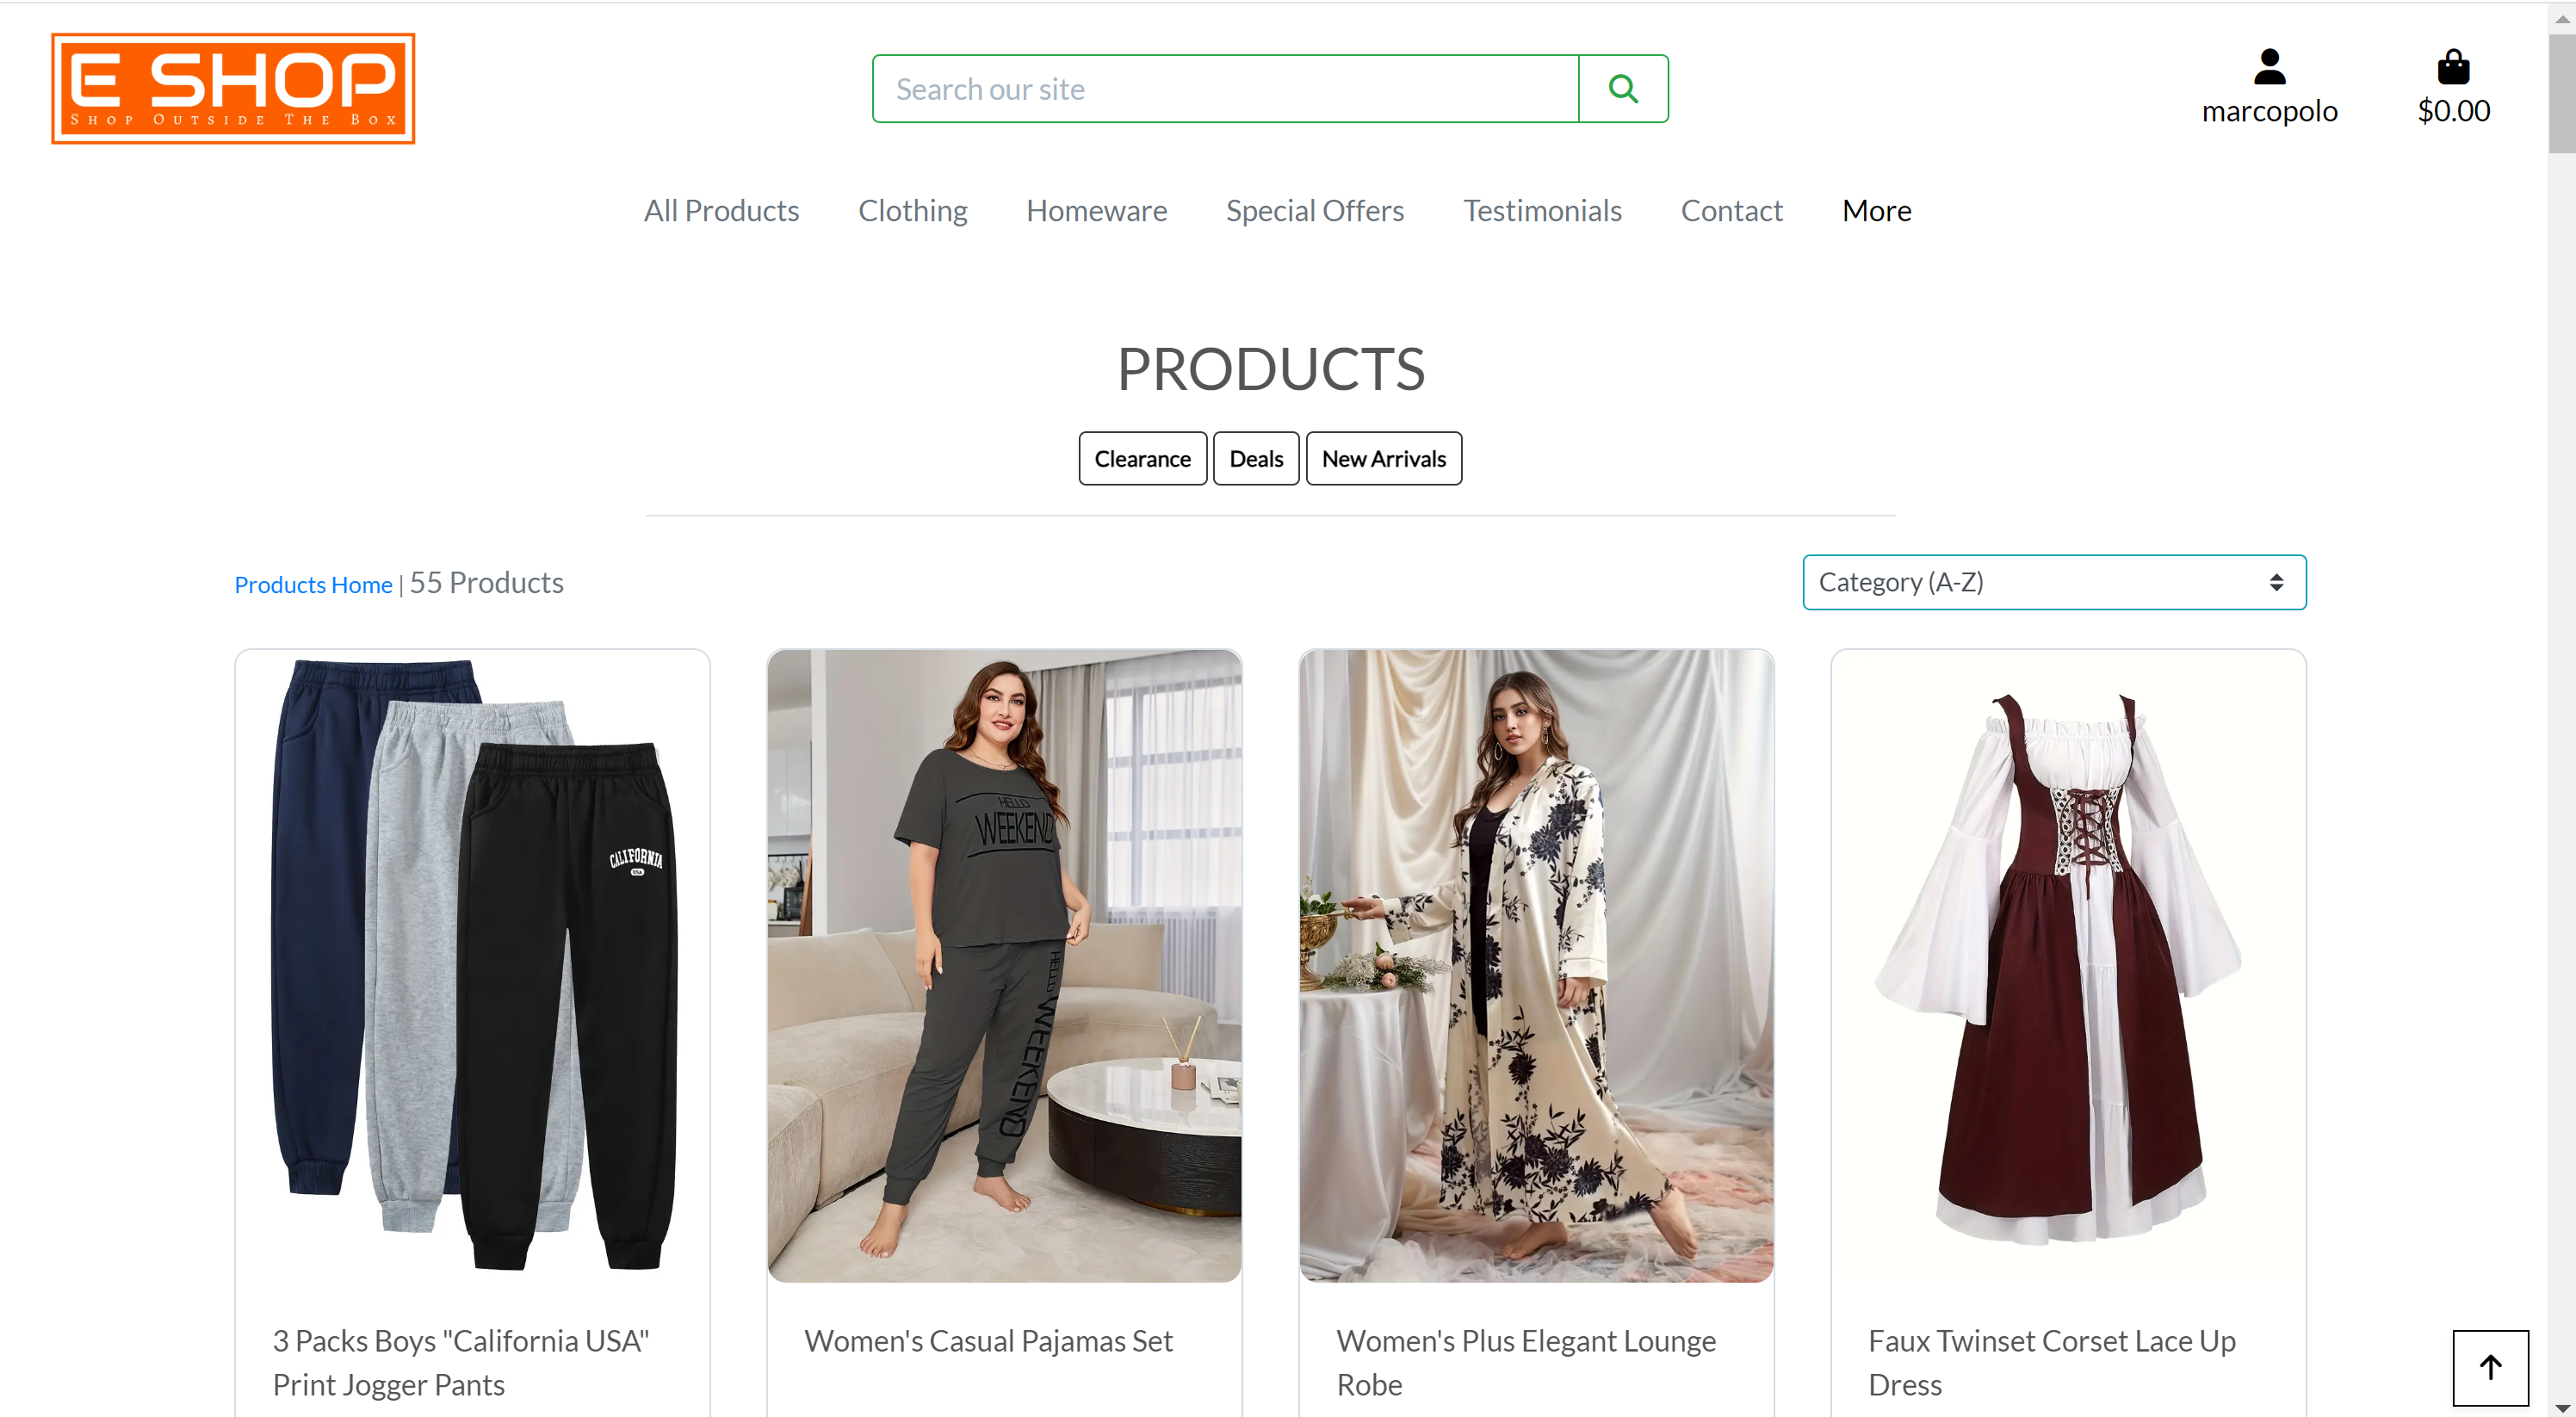 E SHOP
Shop Outside The Box
Search our site
marcopolo
$0.00
All Products
Clothing
Homeware
Special Offers
Testimonials
Contact
More
PRODUCTS
Clearance
Deals
New Arrivals
Products Home | 55 Products
Category (A-Z)
CALIFORNIA
USA
HELLO
WEEKEND
HELLO WEEKEND
3 Packs Boys "California USA"
Print Jogger Pants
Women's Casual Pajamas Set
Women's Plus Elegant Lounge
Robe
Faux Twinset Corset Lace Up
Dress